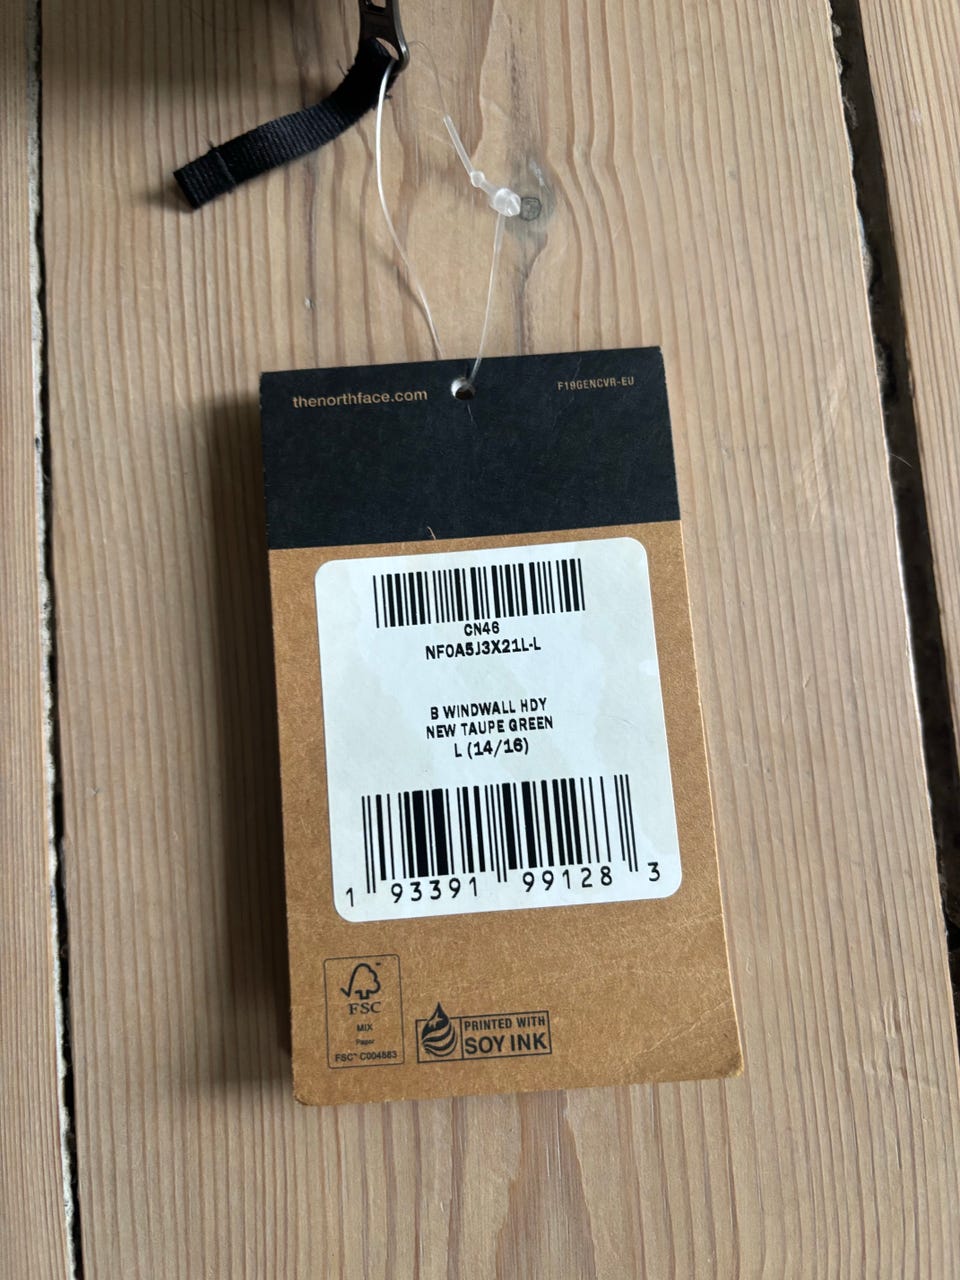 thenorthface.com
F19GENCVR-EU
CN46
NF0A5J3X21L-L
B WINDWALL HDY
NEW TAUPE GREEN
L (14/16)
1 93391 99128 3
FSC
MIX
Paper
FSC™ C004883
PRINTED WITH
SOY INK